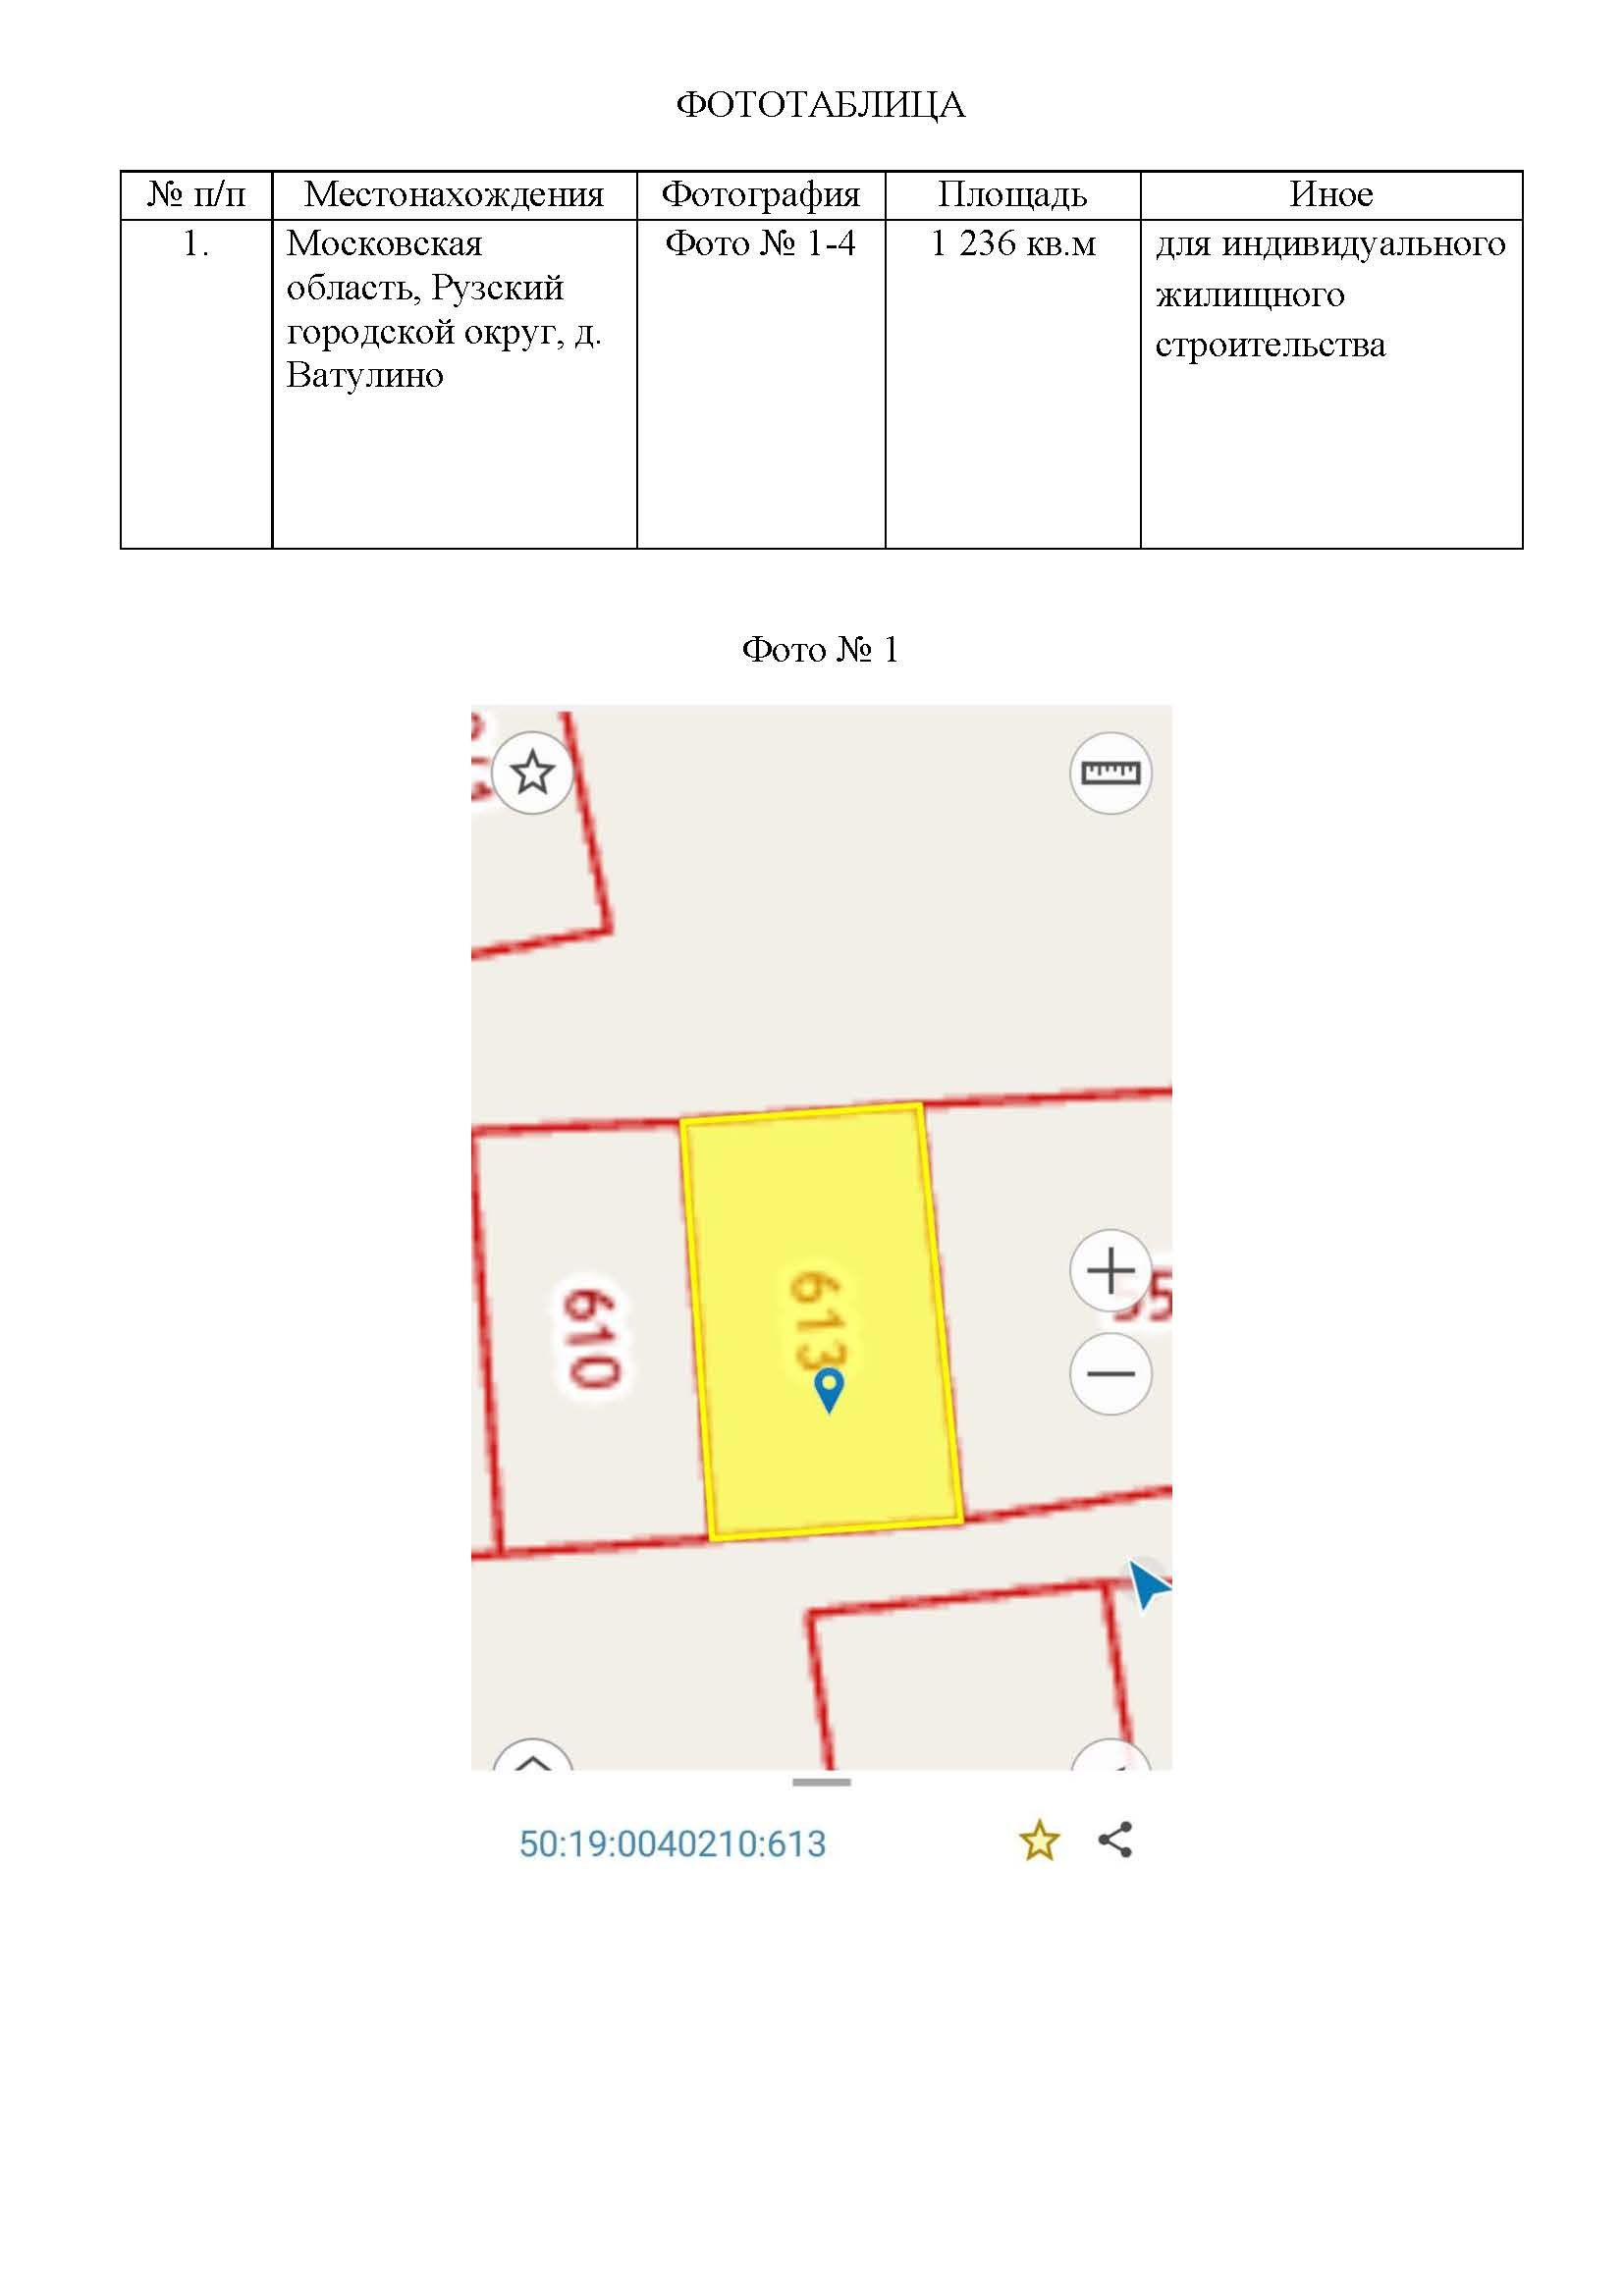 ФОТОТАБЛИЦА
№ п/п
Местонахождения
Фотография
Площадь
Иное
1.
Московская
область, Рузский
городской округ, д.
Ватулино
Фото № 1-4
1 236 кв.м
для индивидуального
жилищного
строительства
Фото № 1
610
613
50:19:0040210:613